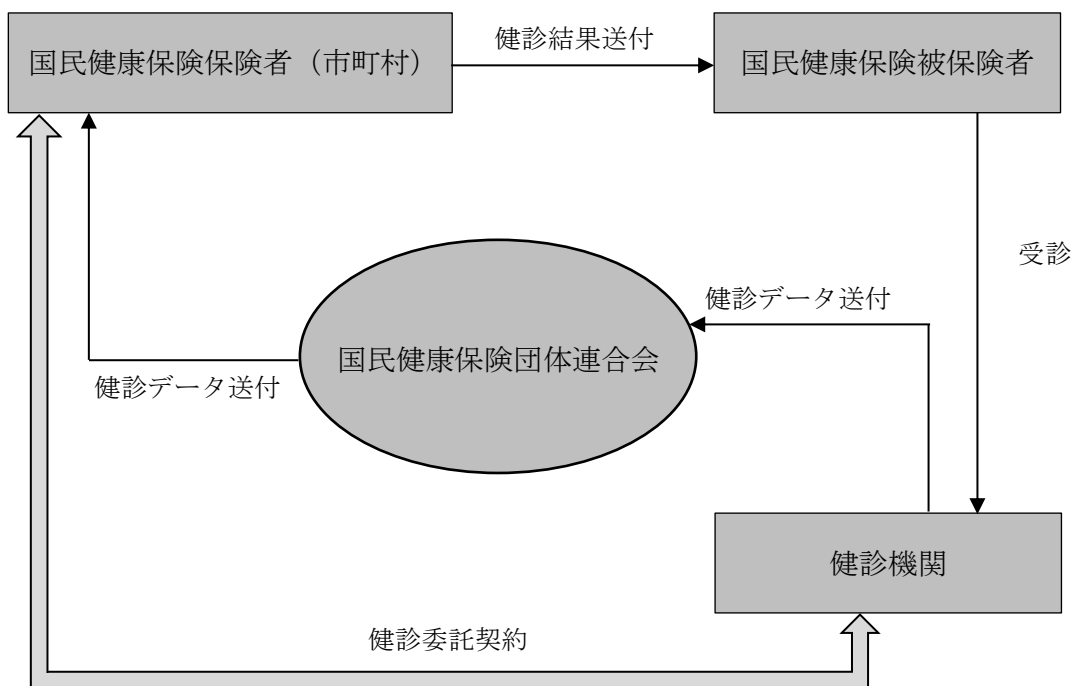 健診結果送付
国民健康保険保険者（市町村）
国民健康保険被保険者
受診
健診データ送付
国民健康保険団体連合会
健診データ送付
健診機関
健診委託契約